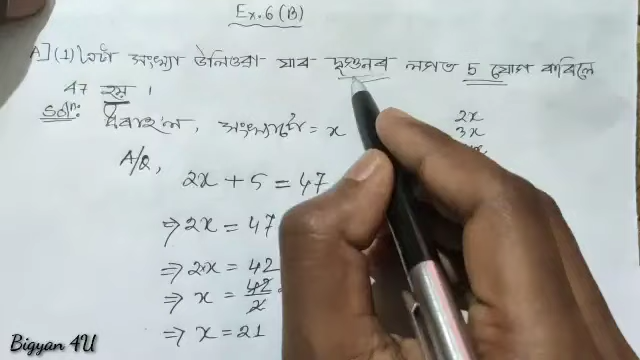 Ex.6(B)
A](1) এটা সংখ্যা উলিওৱা যাৰ দুগুনৰ লগত 5 যোগ কৰিলে
47 হয়।
Solⁿ: ধৰাহ'ল, সংখ্যাটো = x
2x
3x
A/Q,
2x + 5 = 47
⇒ 2x = 47
⇒ 2x = 42
⇒ x = 42/2
⇒ x = 21
Bigyan 4U